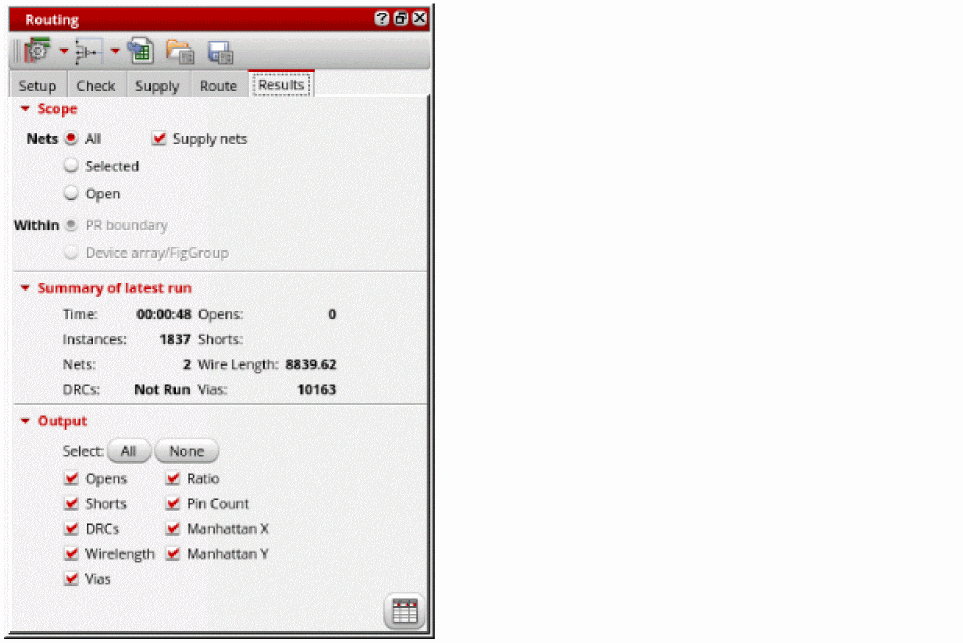 Routing
Setup Check Supply Route Results
Scope
Nets All Supply nets
Selected
Open
Within PR boundary
Device array/FigGroup
Summary of latest run
Time: 00:00:48 Opens: 0
Instances: 1837 Shorts:
Nets: 2 Wire Length: 8839.62
DRCs: Not Run Vias: 10163
Output
Select: All None
Opens Ratio
Shorts Pin Count
DRCs Manhattan X
Wirelength Manhattan Y
Vias